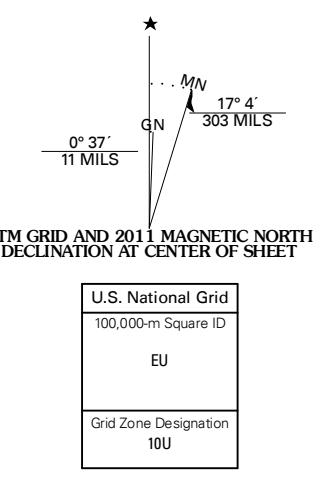 MN
17° 4´
303 MILS
GN
0° 37´
11 MILS
TM GRID AND 2011 MAGNETIC NORTH
DECLINATION AT CENTER OF SHEET
U.S. National Grid
100,000-m Square ID
EU
Grid Zone Designation
10U